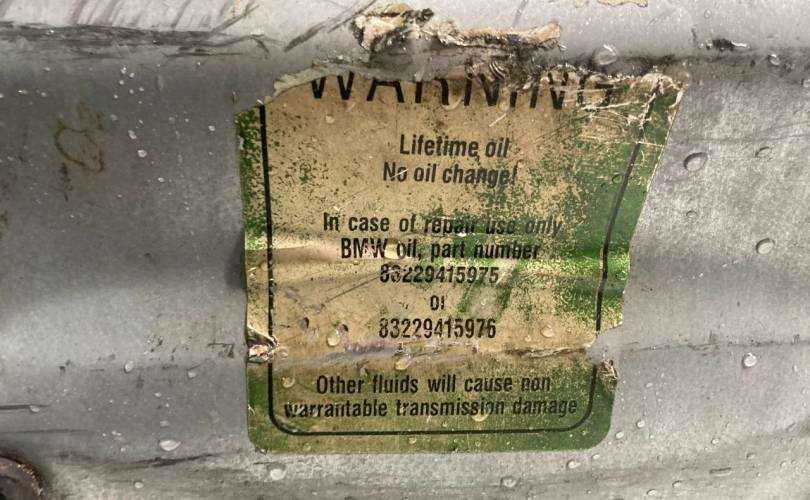 WARNING
Lifetime oil
No oil change!
In case of repair use only
BMW oil, part number
83229415975
or
83229415976
Other fluids will cause non
warrantable transmission damage